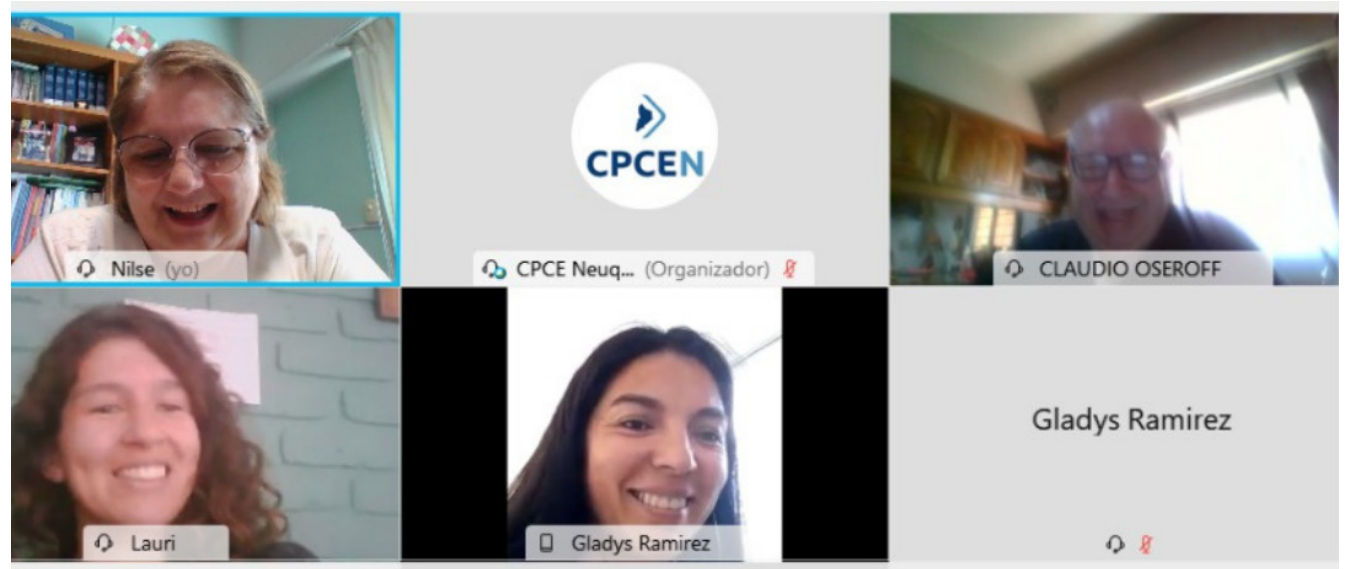 CPCEN
Nilse (yo)
CPCE Neuq... (Organizador)
CLAUDIO OSEROFF
Gladys Ramirez
Lauri
Gladys Ramirez